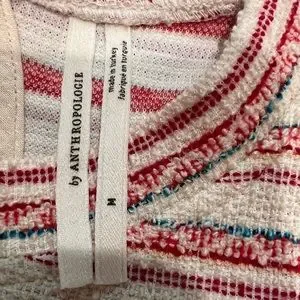 by ANTHROPOLOGIE
M
made in turkey
fabriqué en turquie